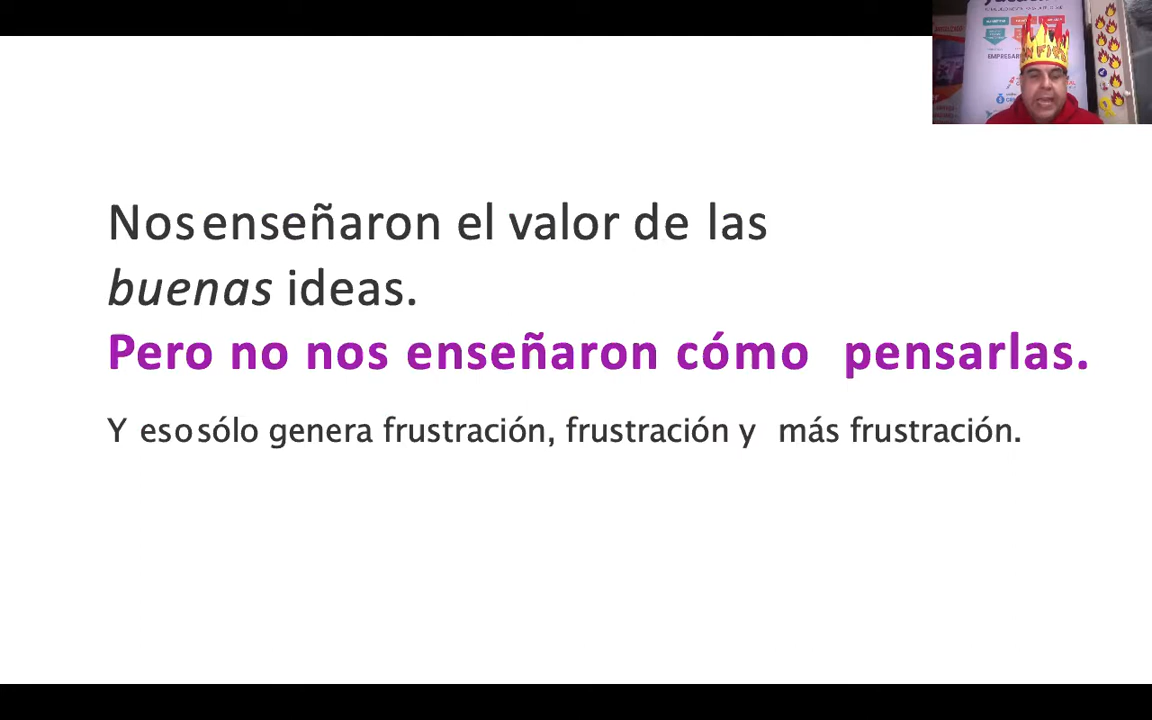 Nos enseñaron el valor de las
buenas ideas.
Pero no nos enseñaron cómo pensarlas.
Y eso sólo genera frustración, frustración y más frustración.